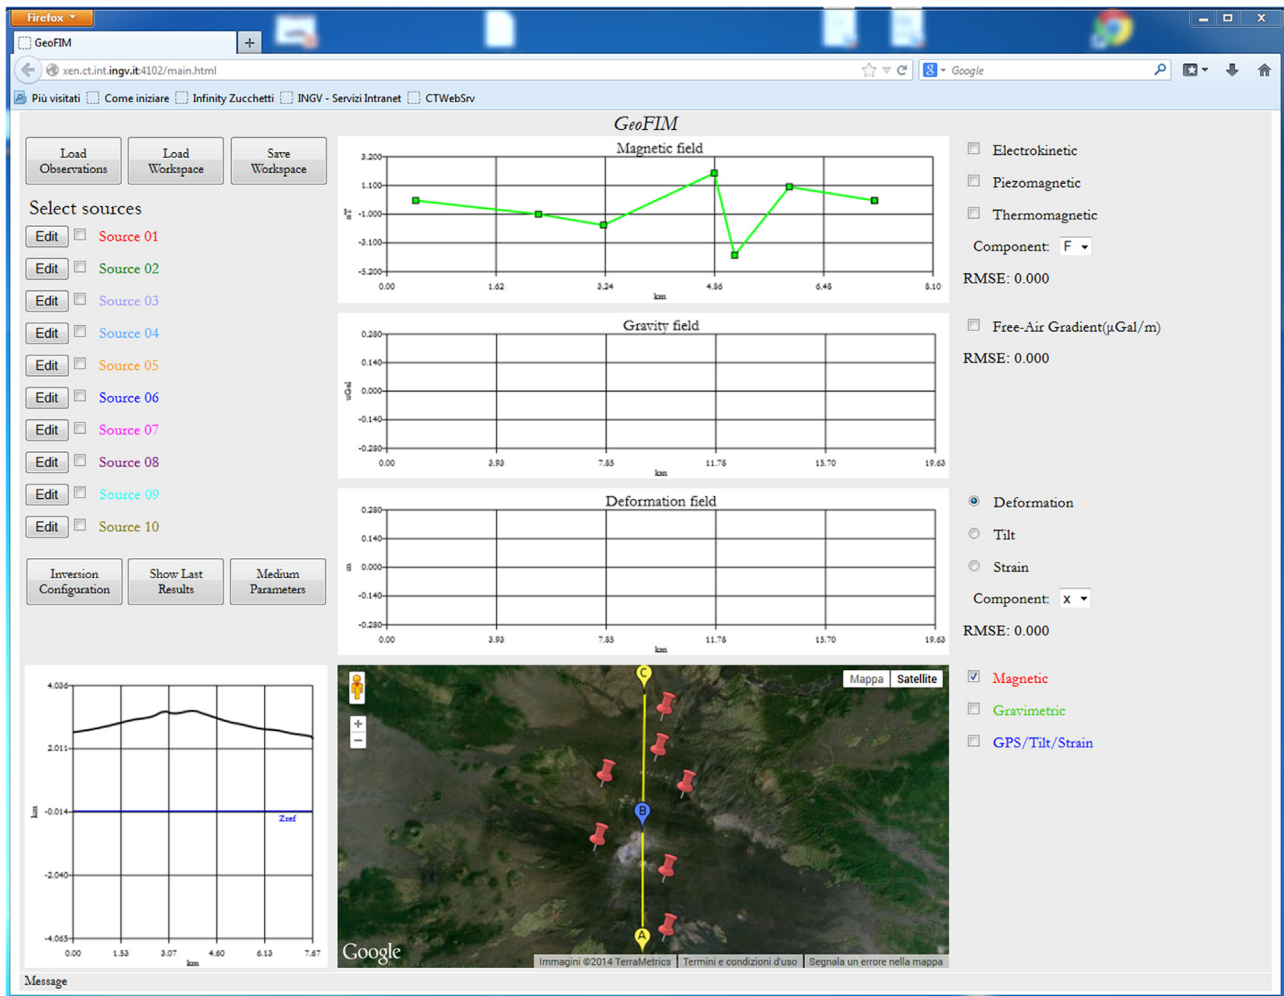 Firefox
GeoFIM
xen.ct.int.ingv.it:4102/main.html
Google
Più visitati Come iniziare Infinity Zucchetti INGV - Servizi Intranet CTWebSrv
GeoFIM
Load Observations
Load Workspace
Save Workspace
Select sources
Edit Source 01
Edit Source 02
Edit Source 03
Edit Source 04
Edit Source 05
Edit Source 06
Edit Source 07
Edit Source 08
Edit Source 09
Edit Source 10
Inversion Configuration
Show Last Results
Medium Parameters
Magnetic field
3.200
1.100
-1.000
-3.100
-5.200
nT
0.00 1.62 3.24 4.86 6.48 8.10
km
Electrokinetic
Piezomagnetic
Thermomagnetic
Component: F
RMSE: 0.000
Gravity field
0.280
0.140
0.000
-0.140
-0.280
uGal
0.00 3.93 7.85 11.78 15.70 19.63
km
Free-Air Gradient(μGal/m)
RMSE: 0.000
Deformation field
0.280
0.140
0.000
-0.140
-0.280
m
0.00 3.93 7.85 11.78 15.70 19.63
km
Deformation
Tilt
Strain
Component: x
RMSE: 0.000
4.036
2.011
-0.014
-2.040
-4.065
km
Zref
0.00 1.53 3.07 4.60 6.13 7.67
km
C
B
A
Mappa Satellite
Google
Immagini ©2014 TerraMetrics Termini e condizioni d'uso Segnala un errore nella mappa
Magnetic
Gravimetric
GPS/Tilt/Strain
Message